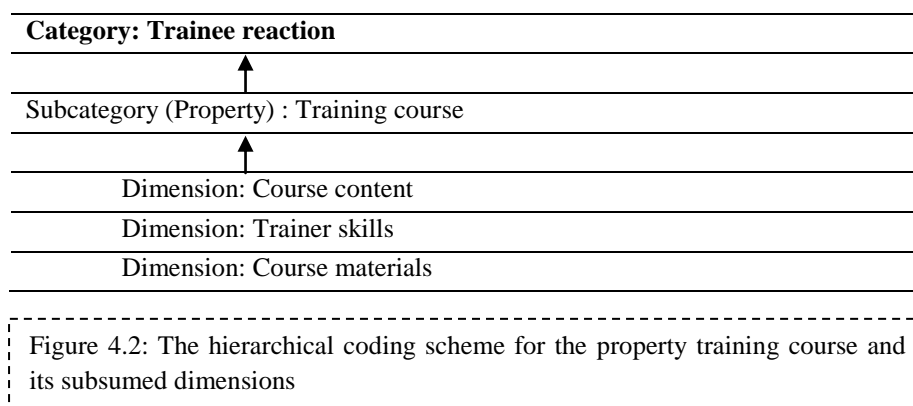 Category: Trainee reaction
Subcategory (Property) : Training course
Dimension: Course content
Dimension: Trainer skills
Dimension: Course materials
Figure 4.2: The hierarchical coding scheme for the property training course and
its subsumed dimensions